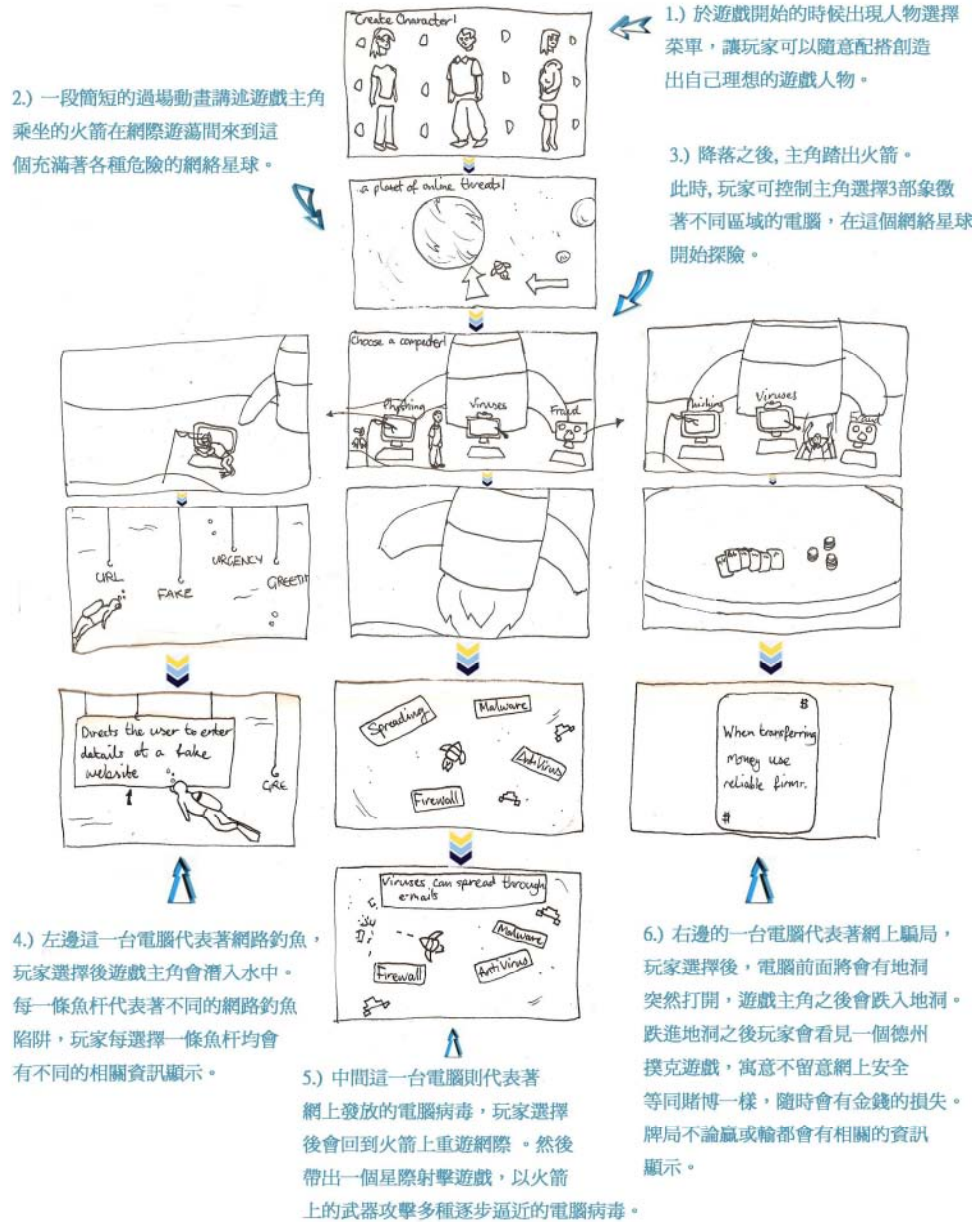 Create Character!
1.) 於遊戲開始的時候出現人物選擇
菜單，讓玩家可以隨意配搭創造
出自己理想的遊戲人物。
2.) 一段簡短的過場動畫講述遊戲主角
乘坐的火箭在網際遊蕩間來到這
個充滿著各種危險的網絡星球。
a planet of online threats!
3.) 降落之後, 主角踏出火箭。
此時, 玩家可控制主角選擇3部象徵
著不同區域的電腦，在這個網絡星球
開始探險。
Choose a computer!
Phishing
Viruses
Fraud
Phishing
Viruses
Fraud
URL
FAKE
URGENCY
GREETIN
Directs the user to enter
details at a fake
website
GRE
Spreading
Malware
AntiVirus
Firewall
When transferring
money use
reliable firms.
Viruses can spread through
e-mails
Malware
Firewall
AntiVirus
4.) 左邊這一台電腦代表著網路釣魚，
玩家選擇後遊戲主角會潛入水中。
每一條魚杆代表著不同的網路釣魚
陷阱，玩家每選擇一條魚杆均會
有不同的相關資訊顯示。
5.) 中間這一台電腦則代表著
網上發放的電腦病毒，玩家選擇
後會回到火箭上重遊網際 。然後
帶出一個星際射擊遊戲，以火箭
上的武器攻擊多種逐步逼近的電腦病毒。
6.) 右邊的一台電腦代表著網上騙局，
玩家選擇後，電腦前面將會有地洞
突然打開，遊戲主角之後會跌入地洞。
跌進地洞之後玩家會看見一個德州
撲克遊戲，寓意不留意網上安全
等同賭博一樣，隨時會有金錢的損失。
牌局不論贏或輸都會有相關的資訊
顯示。